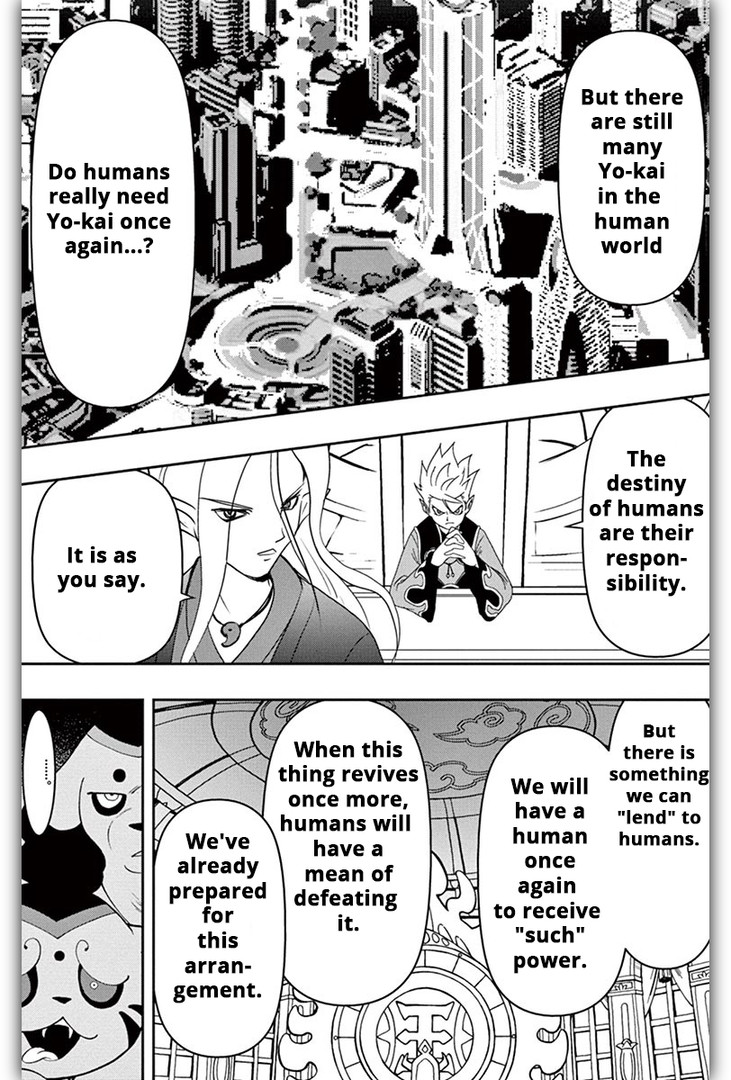 But there
are still
many
Yo-kai
in the
human
world
Do humans
really need
Yo-kai once
again...?
The
destiny
of humans
are their
respon-
sibility.
It is as
you say.
But
there is
something
we can
"lend" to
humans.
We will
have a
human
once
again
to receive
"such"
power.
When this
thing revives
once more,
humans will
have a
mean of
defeating
it.
We've
already
prepared
for
this
arran-
gement.
...。